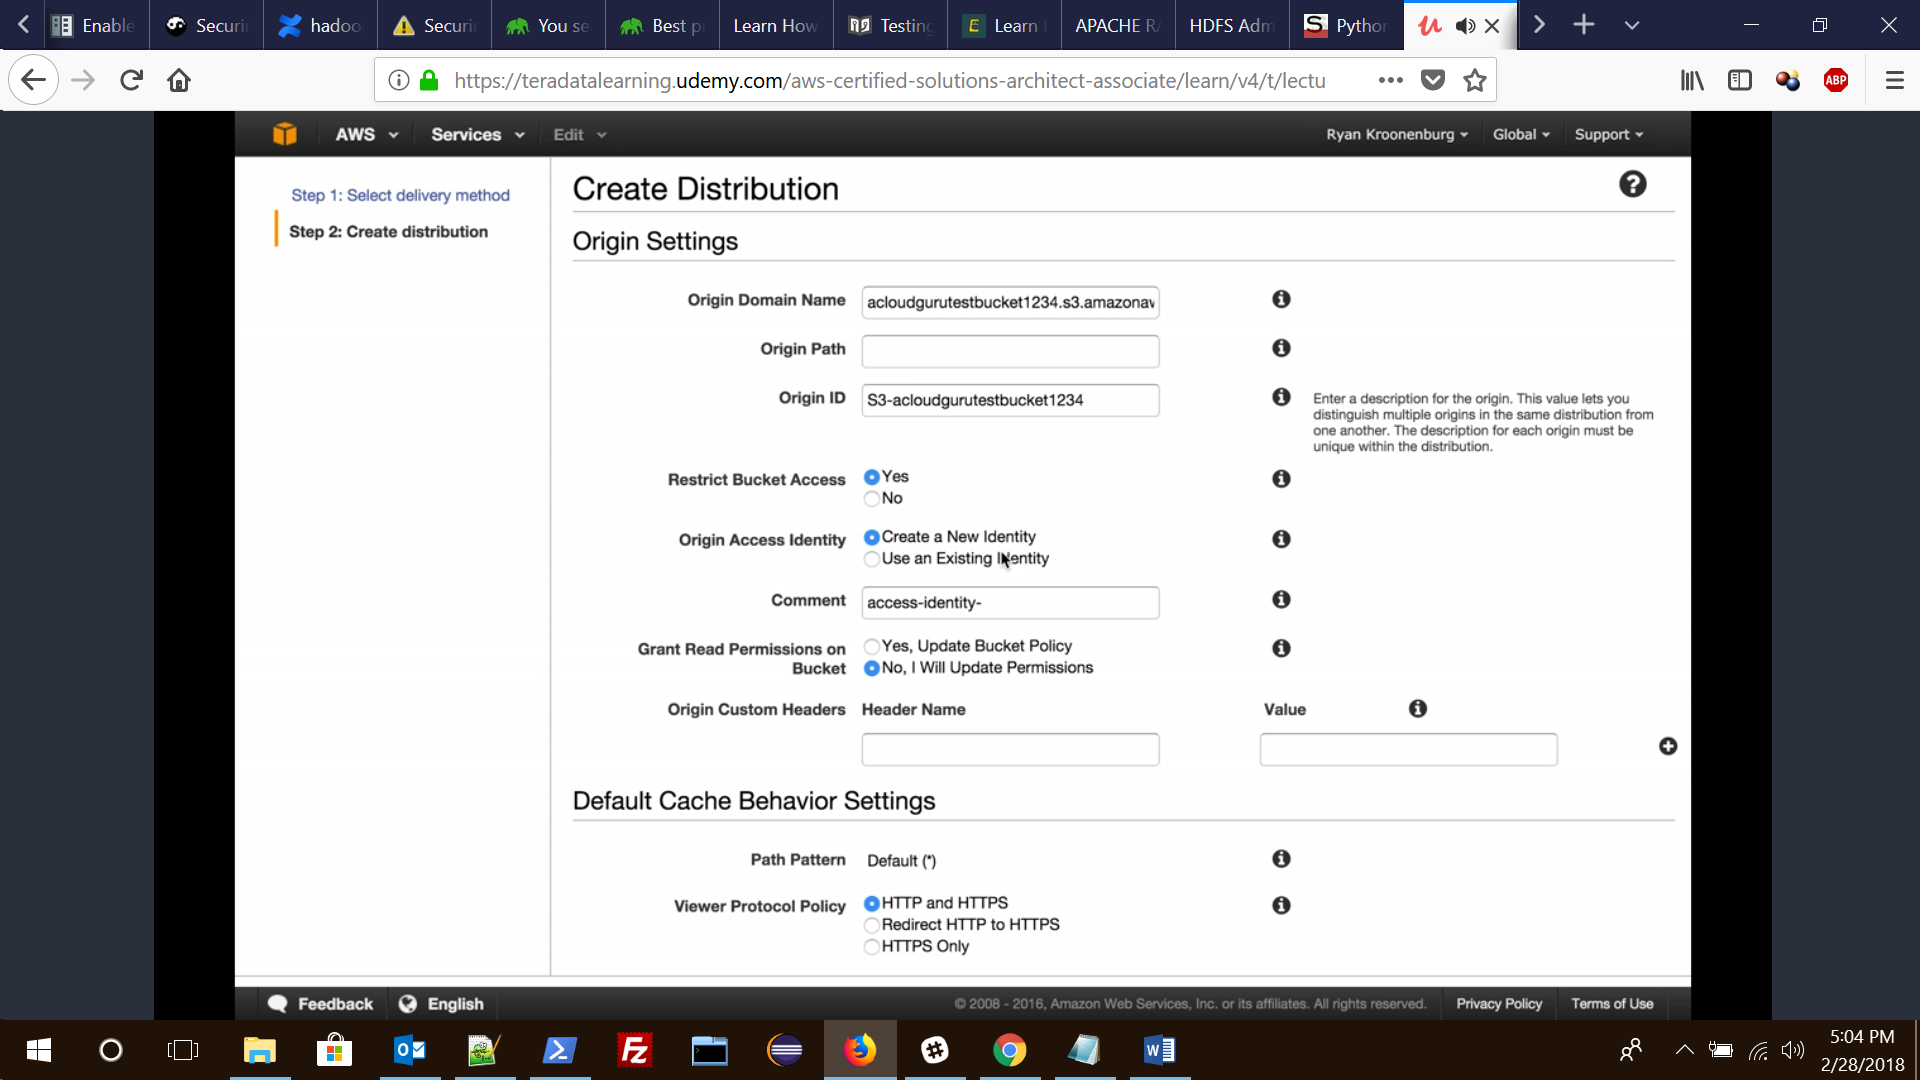 Enable
Securi
hadoo
Securi
You se
Best p
Learn How
Testing
E Learn
APACHE R
HDFS Adm
S Pytho
https://teradatalearning.udemy.com/aws-certified-solutions-architect-associate/learn/v4/t/lectu
ABP
AWS Services Edit Ryan Kroonenburg Global Support
Step 1: Select delivery method
Step 2: Create distribution
Create Distribution
Origin Settings
Origin Domain Name acloudgurutestbucket1234.s3.amazonaw
Origin Path
Origin ID S3-acloudgurutestbucket1234
Enter a description for the origin. This value lets you
distinguish multiple origins in the same distribution from
one another. The description for each origin must be
unique within the distribution.
Restrict Bucket Access Yes
No
Origin Access Identity Create a New Identity
Use an Existing Identity
Comment access-identity-
Grant Read Permissions on
Bucket
Yes, Update Bucket Policy
No, I Will Update Permissions
Origin Custom Headers Header Name Value
Default Cache Behavior Settings
Path Pattern Default (*)
Viewer Protocol Policy HTTP and HTTPS
Redirect HTTP to HTTPS
HTTPS Only
Feedback English © 2008 - 2016, Amazon Web Services, Inc. or its affiliates. All rights reserved. Privacy Policy Terms of Use
5:04 PM
2/28/2018